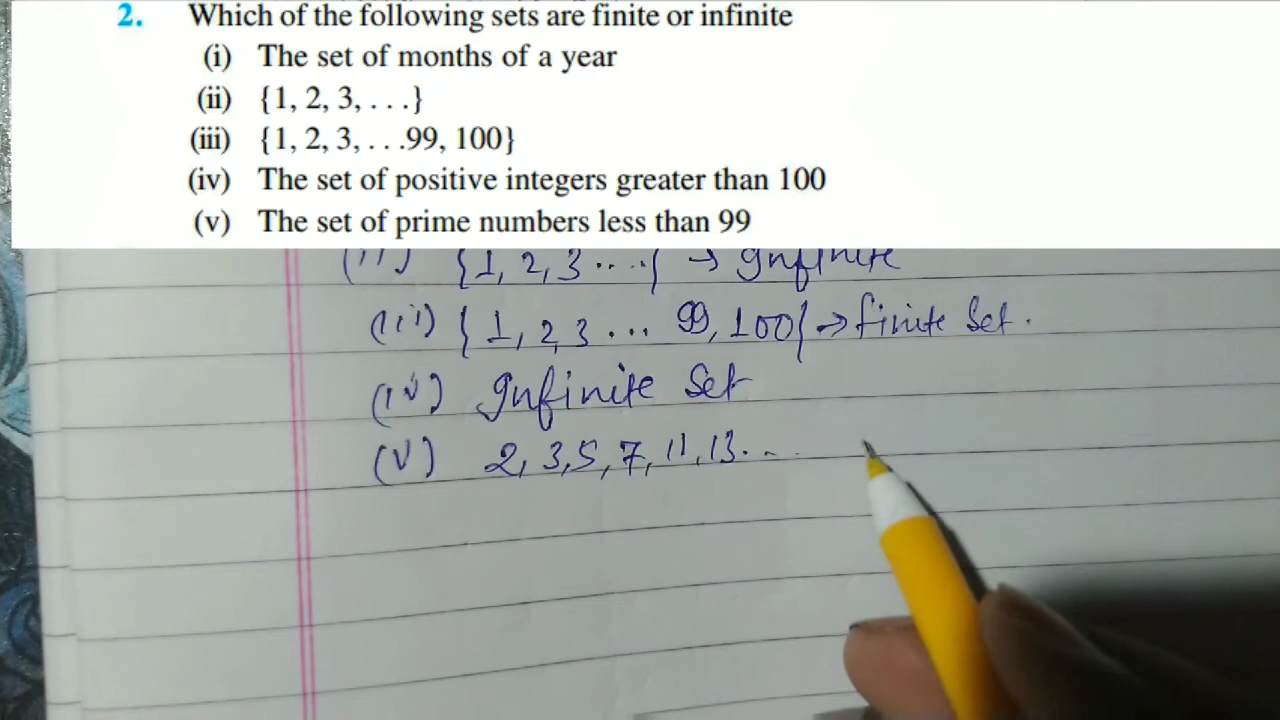 2. Which of the following sets are finite or infinite
(i) The set of months of a year
(ii) {1, 2, 3, . . .}
(iii) {1, 2, 3, . . .99, 100}
(iv) The set of positive integers greater than 100
(v) The set of prime numbers less than 99
(ii) {1, 2, 3 ....} → Infinite
(iii) {1, 2, 3 ... 99, 100} → finite Set.
(iv) Infinite Set
(v) 2, 3, 5, 7, 11, 13...